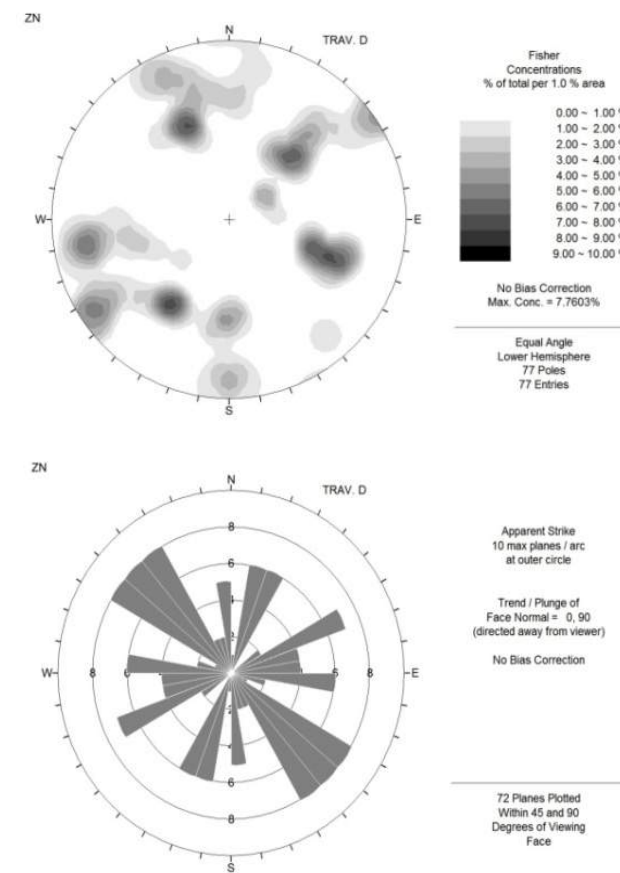 ZN
TRAV. D
N
W
E
S
Fisher
Concentrations
% of total per 1.0 % area
0.00 ~ 1.00 %
1.00 ~ 2.00 %
2.00 ~ 3.00 %
3.00 ~ 4.00 %
4.00 ~ 5.00 %
5.00 ~ 6.00 %
6.00 ~ 7.00 %
7.00 ~ 8.00 %
8.00 ~ 9.00 %
9.00 ~ 10.00 %
No Bias Correction
Max. Conc. = 7.7603%
Equal Angle
Lower Hemisphere
77 Poles
77 Entries
ZN
TRAV. D
N
8
6
W
8
6
8
E
6
8
S
Apparent Strike
10 max planes / arc
at outer circle
Trend / Plunge of
Face Normal = 0, 90
(directed away from viewer)
No Bias Correction
72 Planes Plotted
Within 45 and 90
Degrees of Viewing
Face